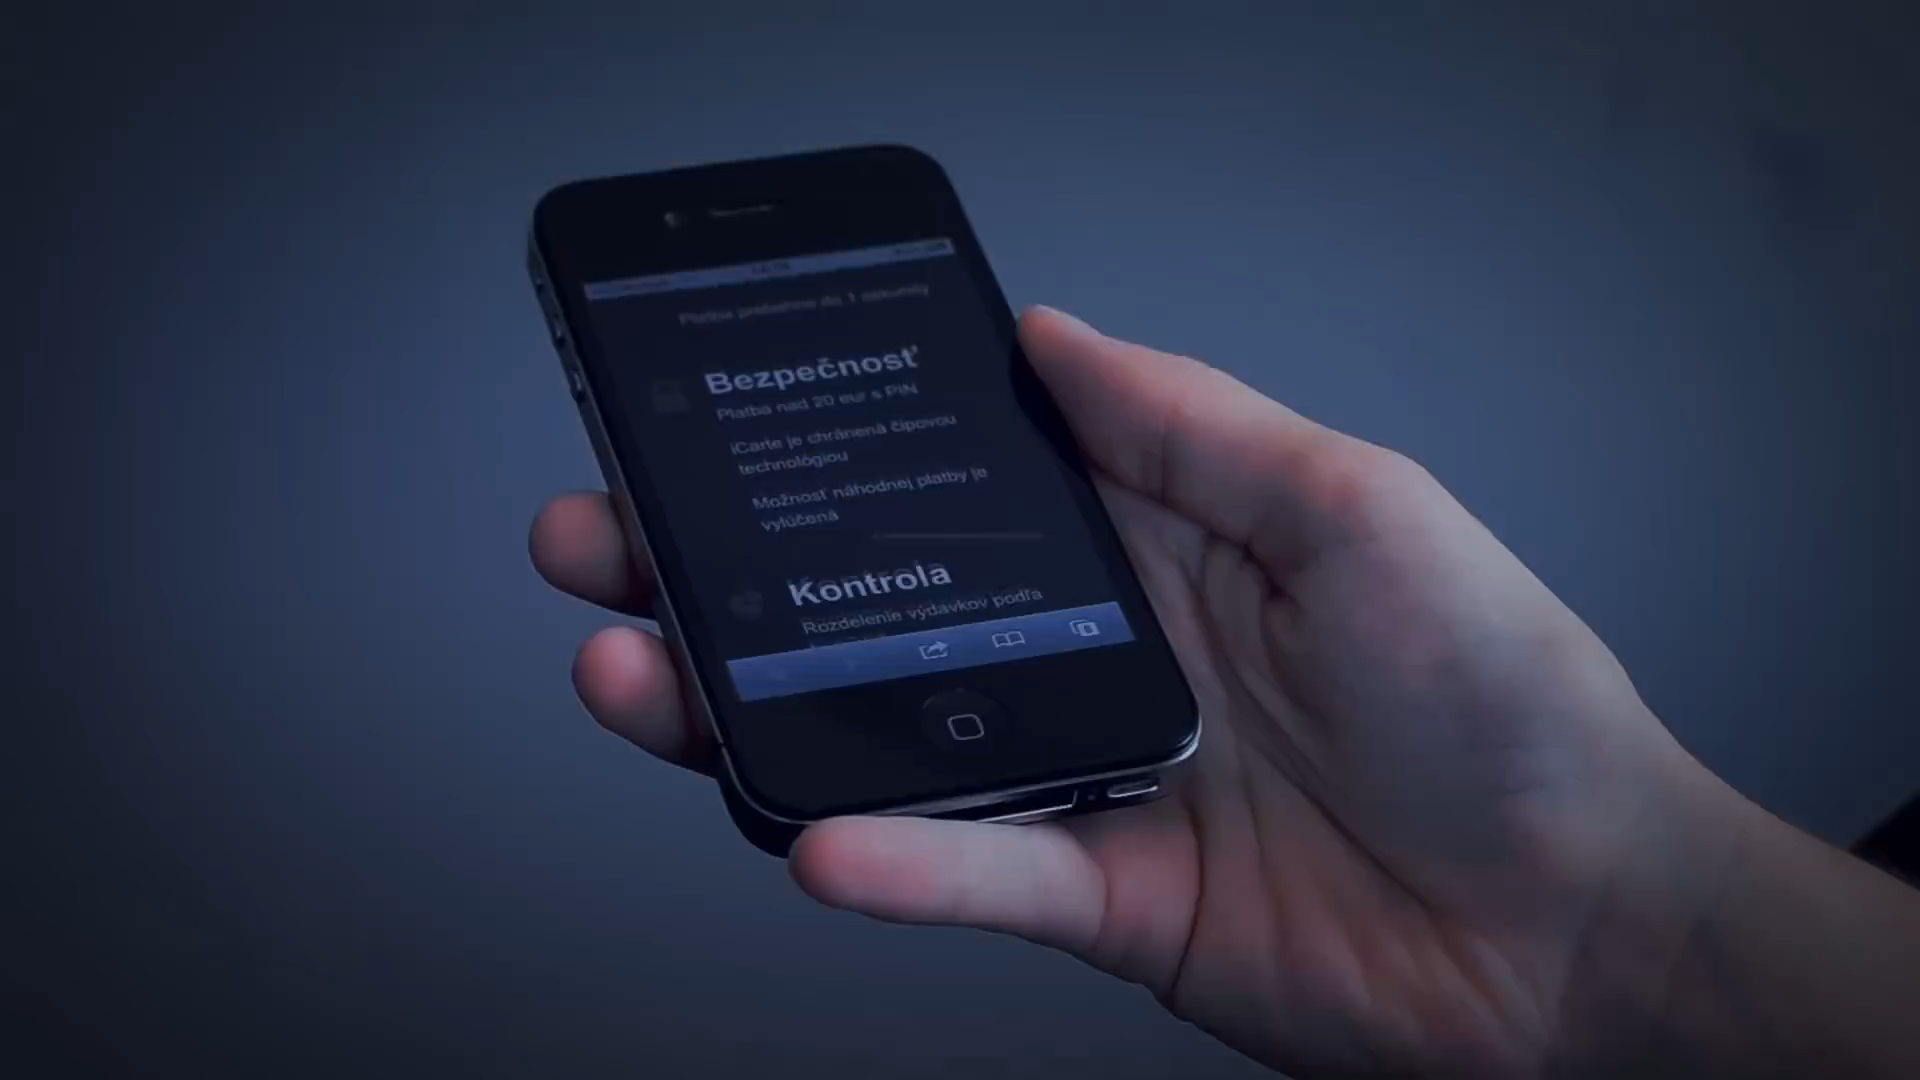 Platba prebehne do 1 sekundy
Bezpečnosť
Platba nad 20 eur s PIN
iCarte je chránená čipovou
technológiou
Možnosť náhodnej platby je
vylúčená
Kontrola
Rozdelenie výdavkov podľa